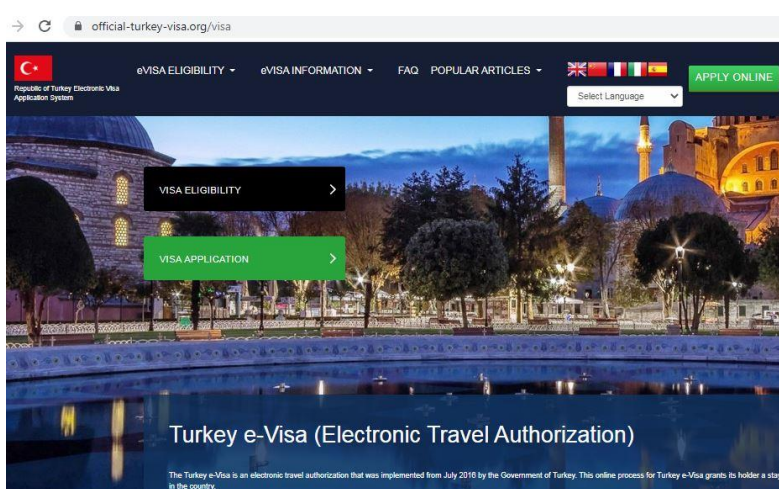 official-turkey-visa.org/visa
eVISA ELIGIBILITY
eVISA INFORMATION
FAQ
POPULAR ARTICLES
Republic of Turkey Electronic Visa
Application System
Select Language
APPLY ONLINE
VISA ELIGIBILITY
VISA APPLICATION
Turkey e-Visa (Electronic Travel Authorization)
The Turkey e-Visa is an electronic travel authorization that was implemented from July 2016 by the Government of Turkey. This online process for Turkey e-Visa grants its holder a stay
in the country.